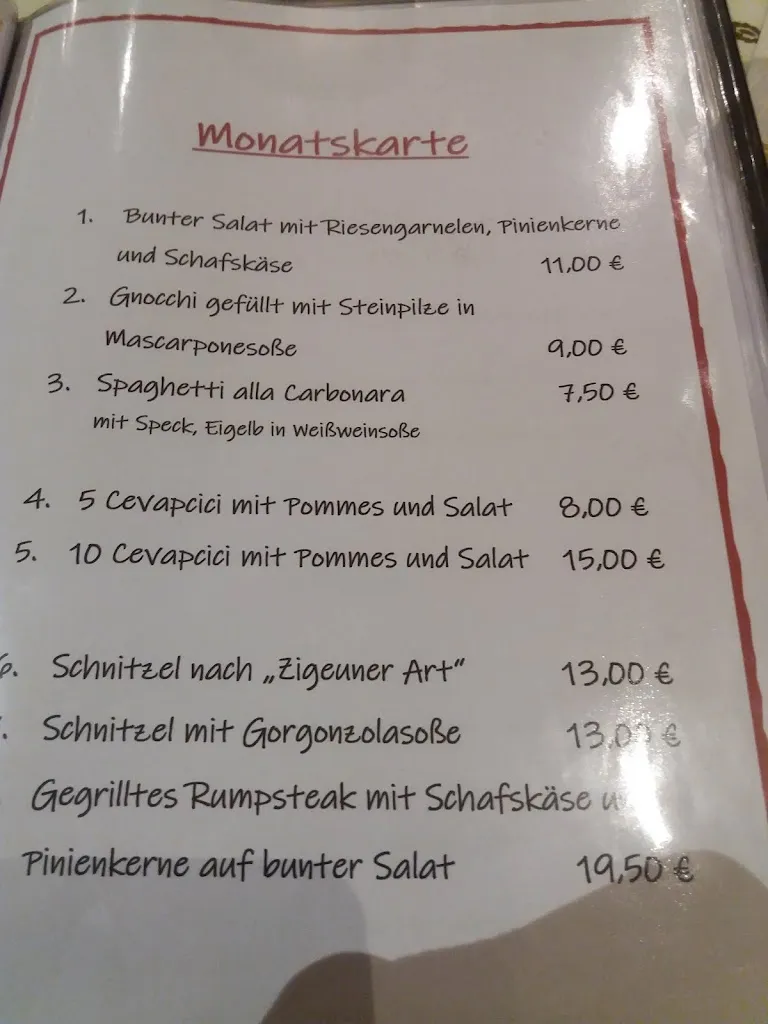 Monatskarte
1. Bunter Salat mit Riesengarnelen, Pinienkerne
und Schafskäse 11,00 €
2. Gnocchi gefüllt mit Steinpilze in
Mascarponesoße 9,00 €
3. Spaghetti alla Carbonara 7,50 €
mit Speck, Eigelb in Weißweinsoße
4. 5 Cevapcici mit Pommes und Salat 8,00 €
5. 10 Cevapcici mit Pommes und Salat 15,00 €
6. Schnitzel nach „Zigeuner Art“ 13,00 €
Schnitzel mit Gorgonzolasoße 13,00 €
Gegrilltes Rumpsteak mit Schafskäse
Pinienkerne auf bunter Salat 19,50 €